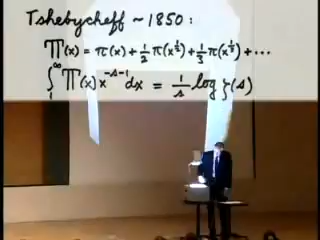 Tshebycheff ~ 1850 :
Π(x) = π(x) + 1/2 π(x^{1/2}) + 1/3 π(x^{1/3}) + ...
∫_1^∞ Π(x) x^{-s-1} dx = 1/s log ζ(s)